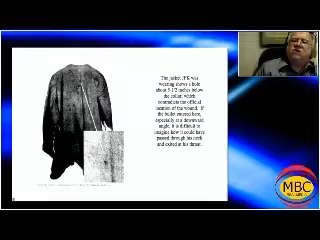 The jacket JFK was
wearing shows a hole
about 5 1/2 inches below
the collar, which
contradicts the official
location of the wound. If
the bullet entered here,
especially at a downward
angle, it is difficult to
imagine how it could have
passed through his neck
and exited at his throat.
MBC